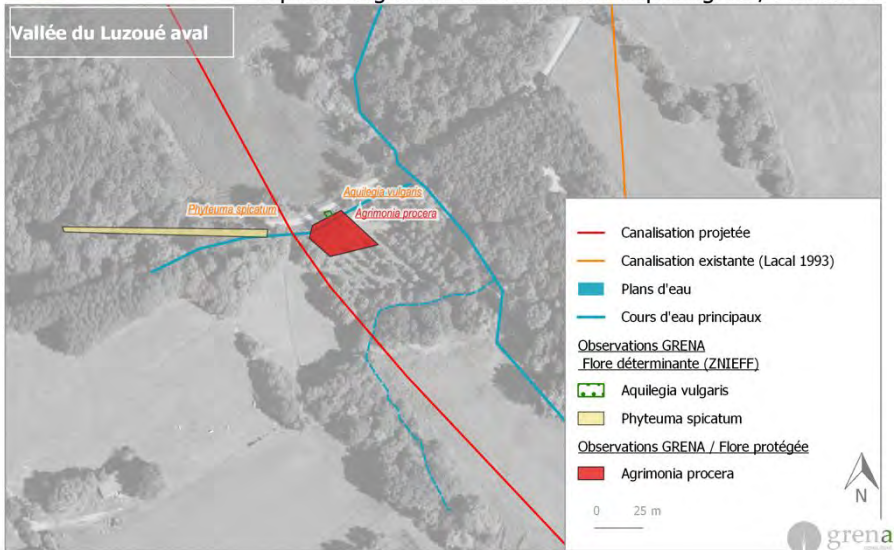 Vallée du Luzoué aval
Phyteuma spicatum
Aquilegia vulgaris
Agrimonia procera
Canalisation projetée
Canalisation existante (Lacal 1993)
Plans d'eau
Cours d'eau principaux
Observations GRENA
Flore déterminante (ZNIEFF)
Aquilegia vulgaris
Phyteuma spicatum
Observations GRENA / Flore protégée
Agrimonia procera
0 25 m
N
grena